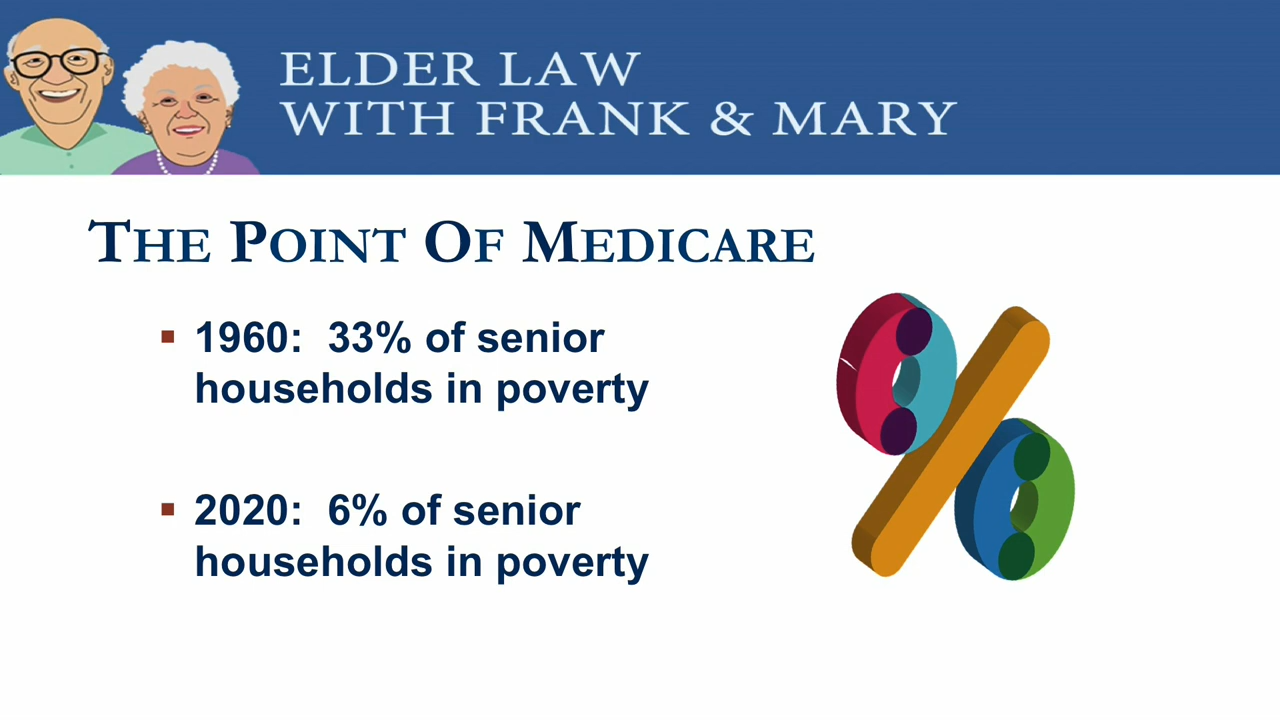 ELDER LAW
WITH FRANK & MARY
THE POINT OF MEDICARE
▪ 1960: 33% of senior
households in poverty
▪ 2020: 6% of senior
households in poverty
%